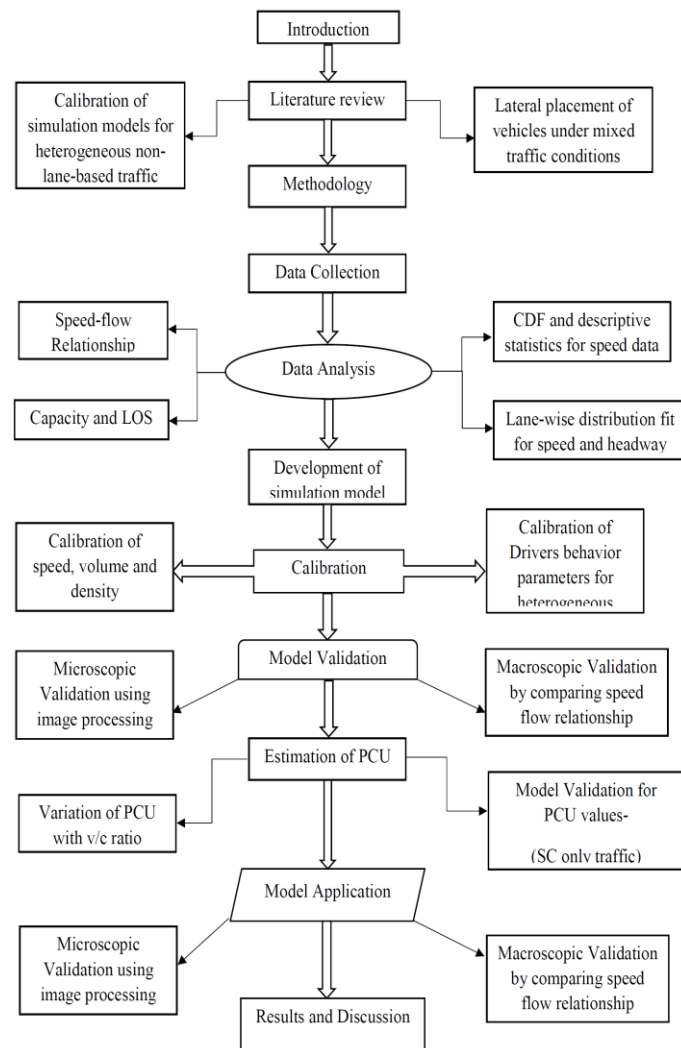 Introduction
Literature review
Calibration of
simulation models for
heterogeneous non-
lane-based traffic
Lateral placement of
vehicles under mixed
traffic conditions
Methodology
Data Collection
Speed-flow
Relationship
CDF and descriptive
statistics for speed data
Data Analysis
Capacity and LOS
Lane-wise distribution fit
for speed and headway
Development of
simulation model
Calibration of
speed, volume and
density
Calibration
Calibration of
Drivers behavior
parameters for
heterogeneous
Model Validation
Microscopic
Validation using
image processing
Macroscopic Validation
by comparing speed
flow relationship
Estimation of PCU
Variation of PCU
with v/c ratio
Model Validation for
PCU values-
(SC only traffic)
Model Application
Microscopic
Validation using
image processing
Macroscopic Validation
by comparing speed
flow relationship
Results and Discussion